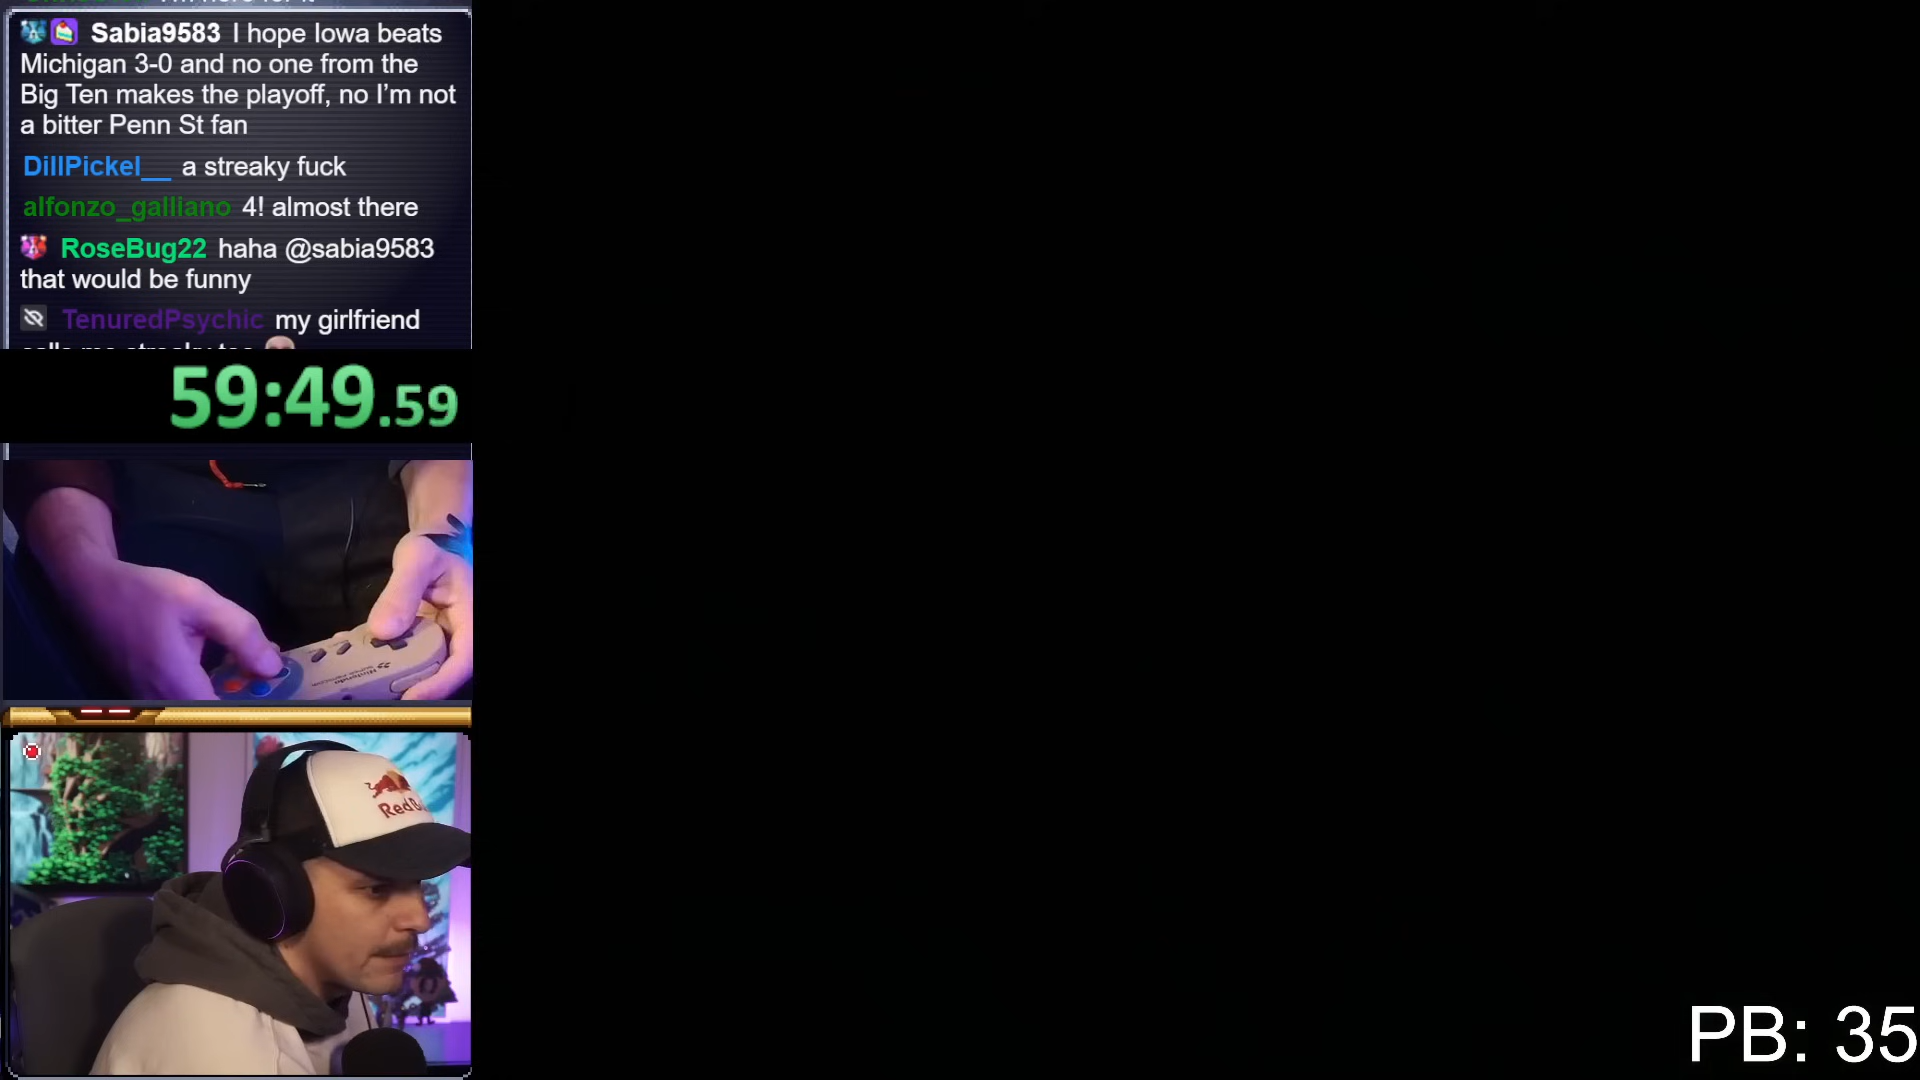 Sabia9583 I hope Iowa beats
Michigan 3-0 and no one from the
Big Ten makes the playoff, no I'm not
a bitter Penn St fan
DillPickel__ a streaky fuck
alfonzo_galliano 4! almost there
RoseBug22 haha @sabia9583
that would be funny
TenuredPsychic my girlfriend
59:49.59
Nintendo
Red
PB: 35